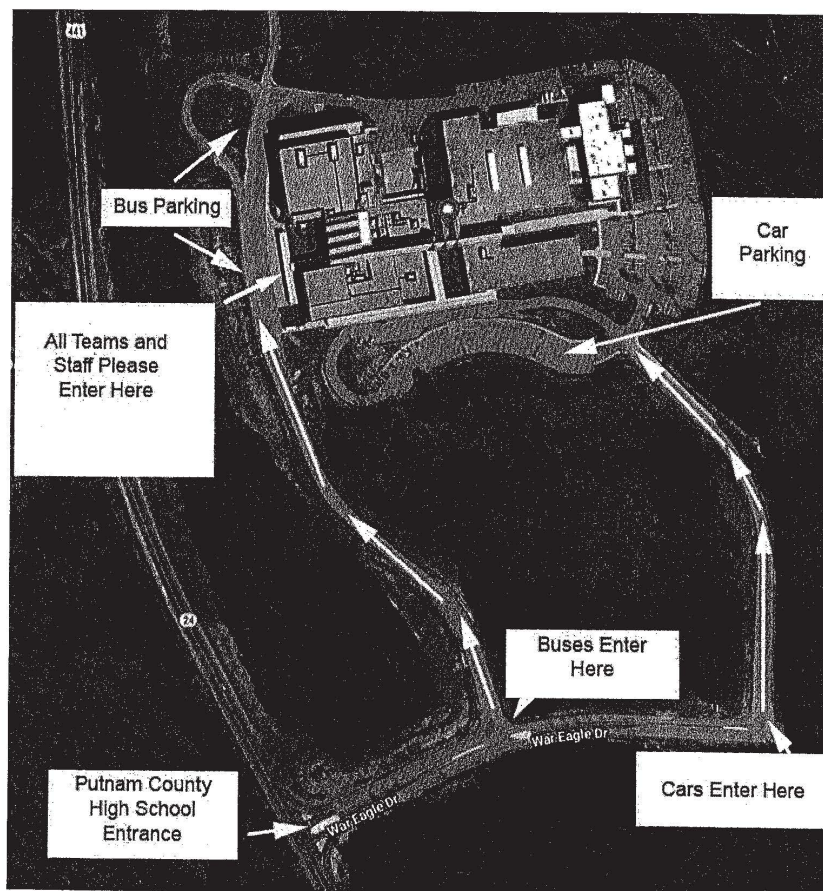 441
Bus Parking
Car
Parking
All Teams and
Staff Please
Enter Here
24
Buses Enter
Here
War Eagle Dr
Putnam County
High School
Entrance
War Eagle Dr
Cars Enter Here